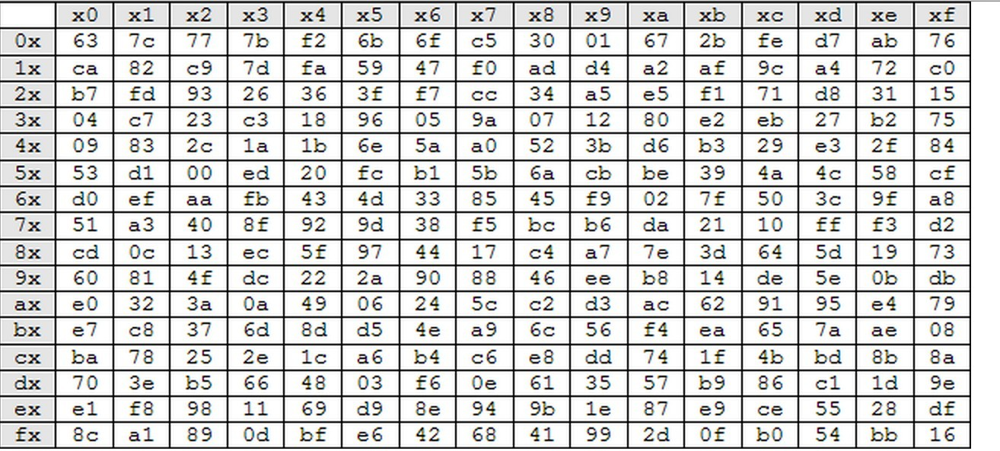 x0 x1 x2 x3 x4 x5 x6 x7 x8 x9 xa xb xc xd xe xf
0x 63 7c 77 7b f2 6b 6f c5 30 01 67 2b fe d7 ab 76
1x ca 82 c9 7d fa 59 47 f0 ad d4 a2 af 9c a4 72 c0
2x b7 fd 93 26 36 3f f7 cc 34 a5 e5 f1 71 d8 31 15
3x 04 c7 23 c3 18 96 05 9a 07 12 80 e2 eb 27 b2 75
4x 09 83 2c 1a 1b 6e 5a a0 52 3b d6 b3 29 e3 2f 84
5x 53 d1 00 ed 20 fc b1 5b 6a cb be 39 4a 4c 58 cf
6x d0 ef aa fb 43 4d 33 85 45 f9 02 7f 50 3c 9f a8
7x 51 a3 40 8f 92 9d 38 f5 bc b6 da 21 10 ff f3 d2
8x cd 0c 13 ec 5f 97 44 17 c4 a7 7e 3d 64 5d 19 73
9x 60 81 4f dc 22 2a 90 88 46 ee b8 14 de 5e 0b db
ax e0 32 3a 0a 49 06 24 5c c2 d3 ac 62 91 95 e4 79
bx e7 c8 37 6d 8d d5 4e a9 6c 56 f4 ea 65 7a ae 08
cx ba 78 25 2e 1c a6 b4 c6 e8 dd 74 1f 4b bd 8b 8a
dx 70 3e b5 66 48 03 f6 0e 61 35 57 b9 86 c1 1d 9e
ex e1 f8 98 11 69 d9 8e 94 9b 1e 87 e9 ce 55 28 df
fx 8c a1 89 0d bf e6 42 68 41 99 2d 0f b0 54 bb 16